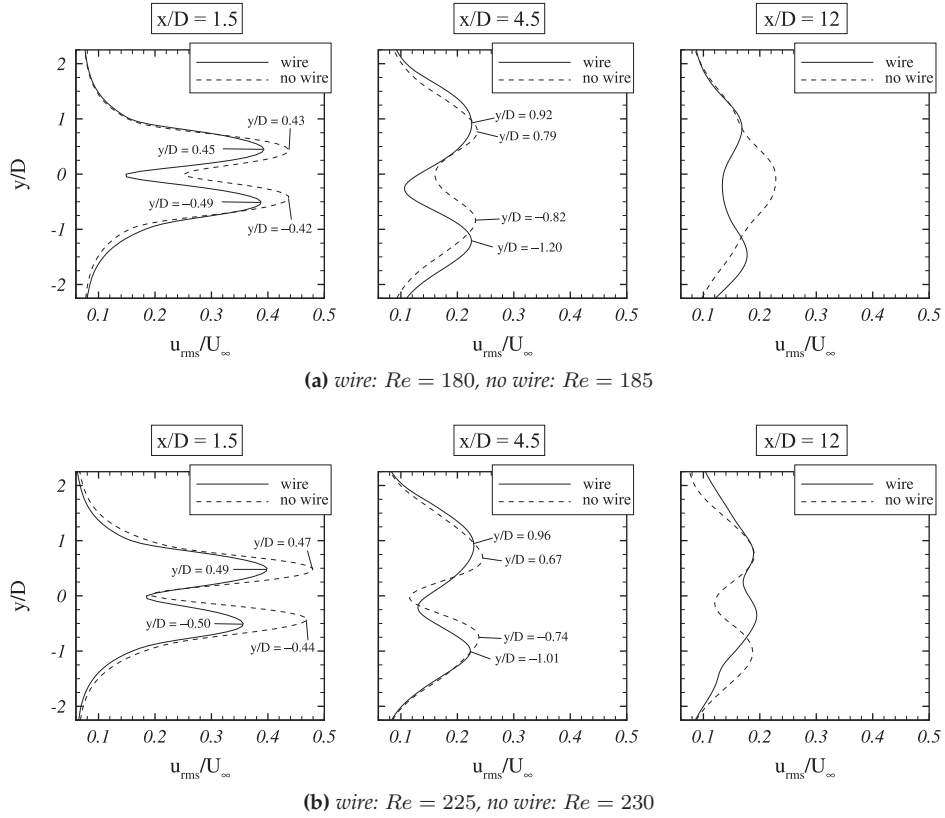 x/D = 1.5
x/D = 4.5
x/D = 12
wire
no wire
y/D = 0.43
y/D = 0.45
y/D = −0.49
y/D = −0.42
2
1
0
-1
-2
y/D
0.1 0.2 0.3 0.4 0.5
u_rms/U_∞
wire
no wire
y/D = 0.92
y/D = 0.79
y/D = −0.82
y/D = −1.20
0.1 0.2 0.3 0.4 0.5
u_rms/U_∞
wire
no wire
0.1 0.2 0.3 0.4 0.5
u_rms/U_∞
(a) wire: Re = 180, no wire: Re = 185
x/D = 1.5
x/D = 4.5
x/D = 12
wire
no wire
y/D = 0.47
y/D = 0.49
y/D = −0.50
y/D = −0.44
2
1
0
-1
-2
y/D
0.1 0.2 0.3 0.4 0.5
u_rms/U_∞
wire
no wire
y/D = 0.96
y/D = 0.67
y/D = −0.74
y/D = −1.01
0.1 0.2 0.3 0.4 0.5
u_rms/U_∞
wire
no wire
0.1 0.2 0.3 0.4 0.5
u_rms/U_∞
(b) wire: Re = 225, no wire: Re = 230